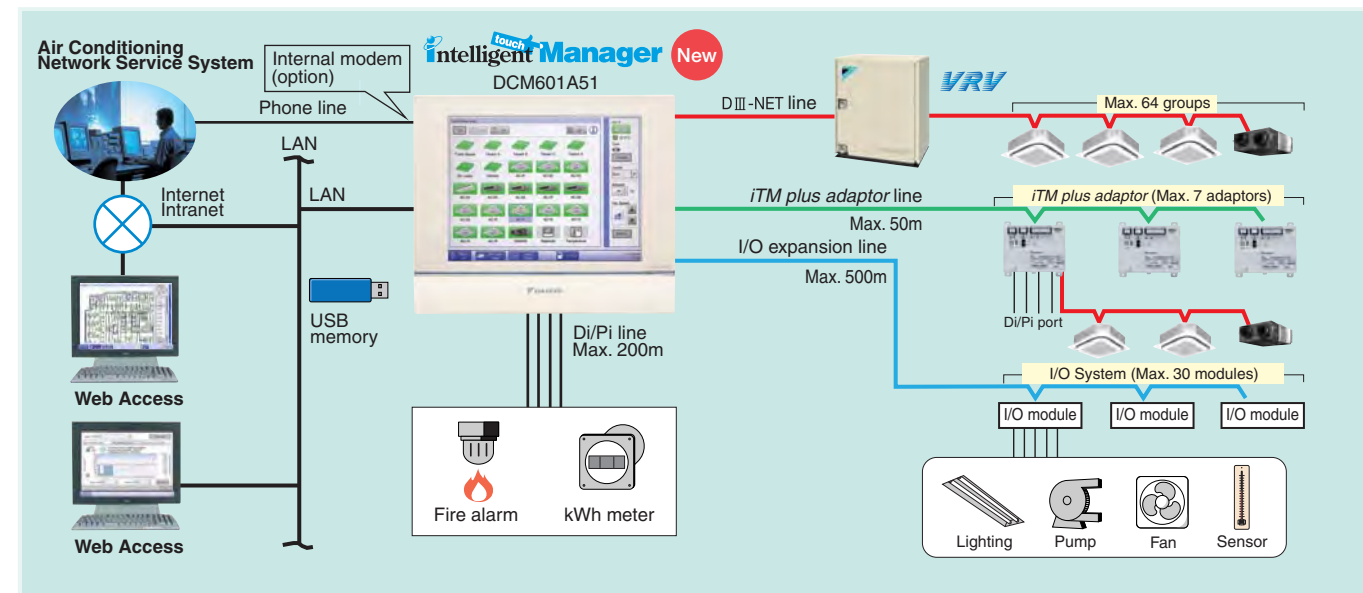 Air Conditioning
Network Service System
Internal modem
(option)
Phone line
intelligent touch Manager
New
DCM601A51
DⅢ-NET line
VRV
Max. 64 groups
LAN
LAN
Internet
Intranet
iTM plus adaptor line
Max. 50m
iTM plus adaptor (Max. 7 adaptors)
I/O expansion line
Max. 500m
USB
memory
DAIKIN
Di/Pi line
Max. 200m
Di/Pi port
Web Access
I/O System (Max. 30 modules)
I/O module
I/O module
I/O module
Fire alarm
kWh meter
Lighting
Pump
Fan
Sensor
Web Access